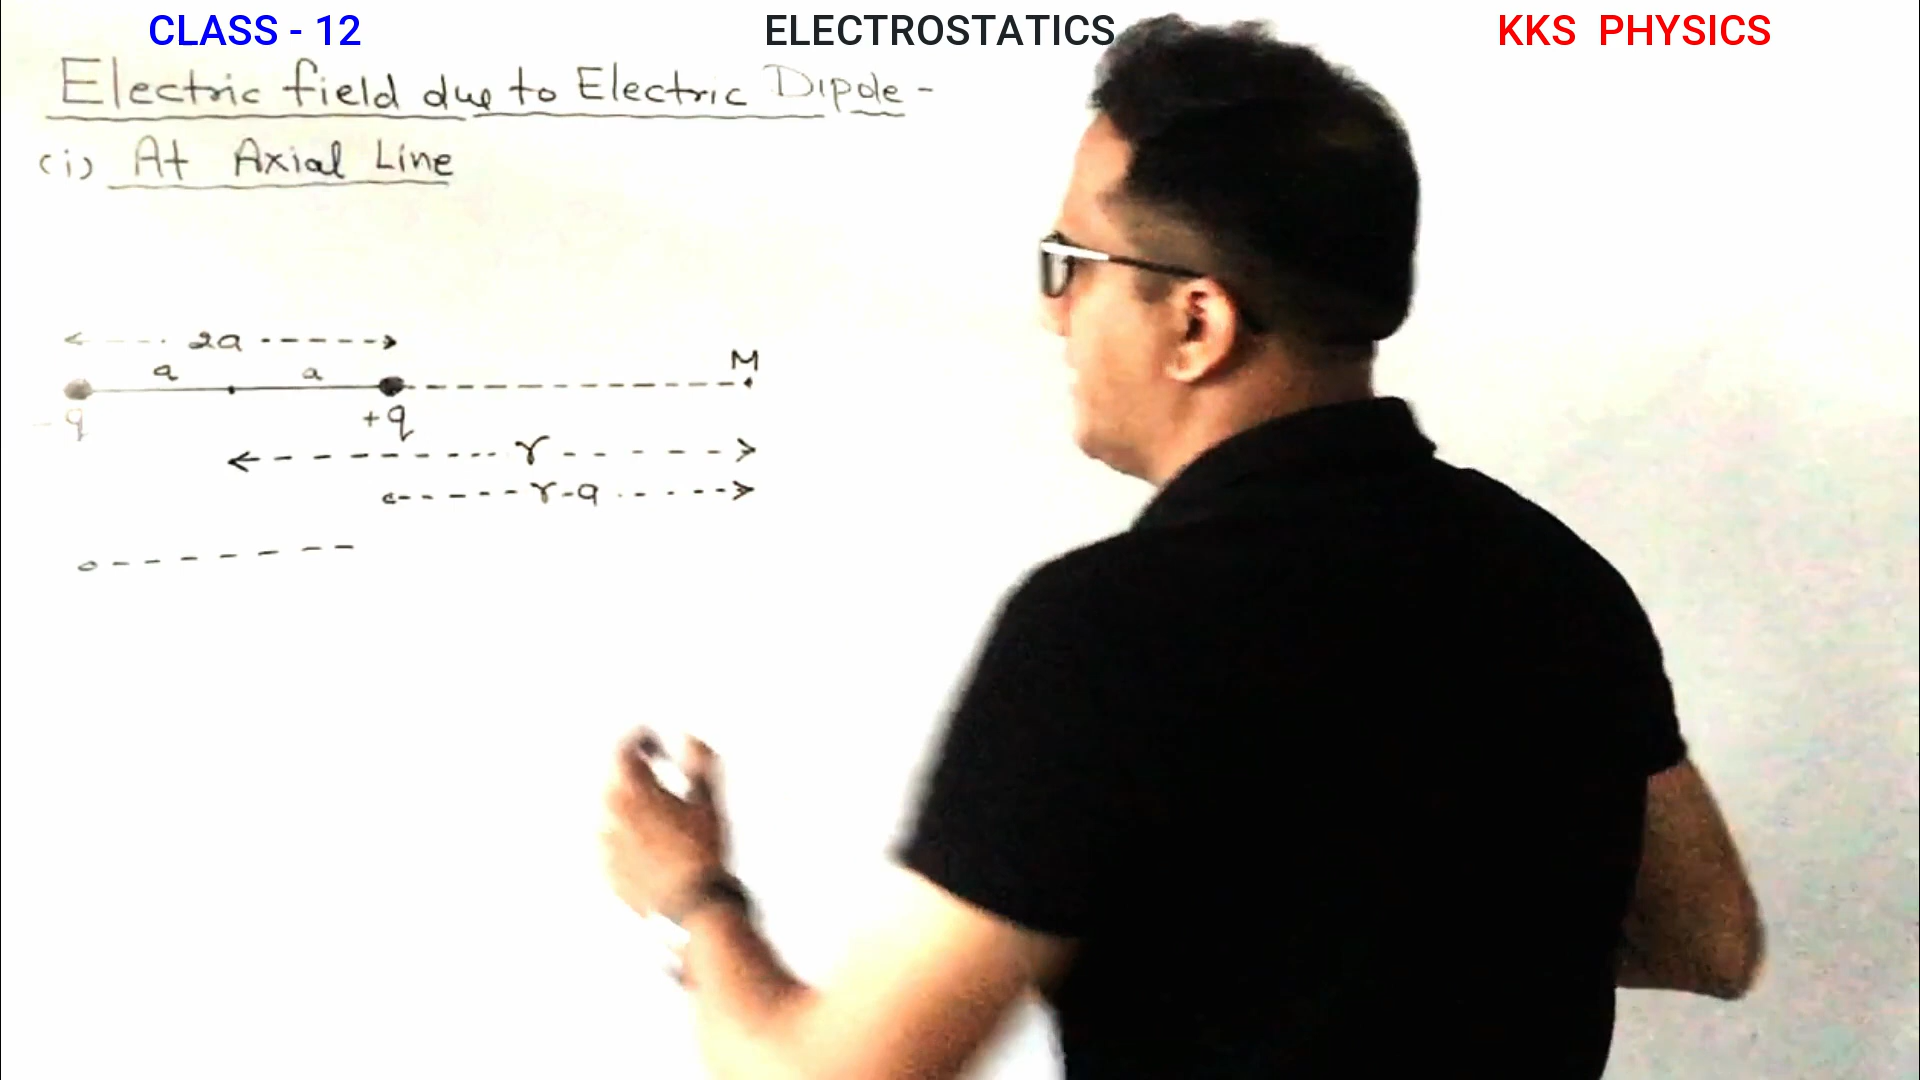 CLASS - 12 ELECTROSTATICS KKS PHYSICS
Electric field due to Electric Dipole -
(i) At Axial Line
2a
a a M
-q +q
r
r-a